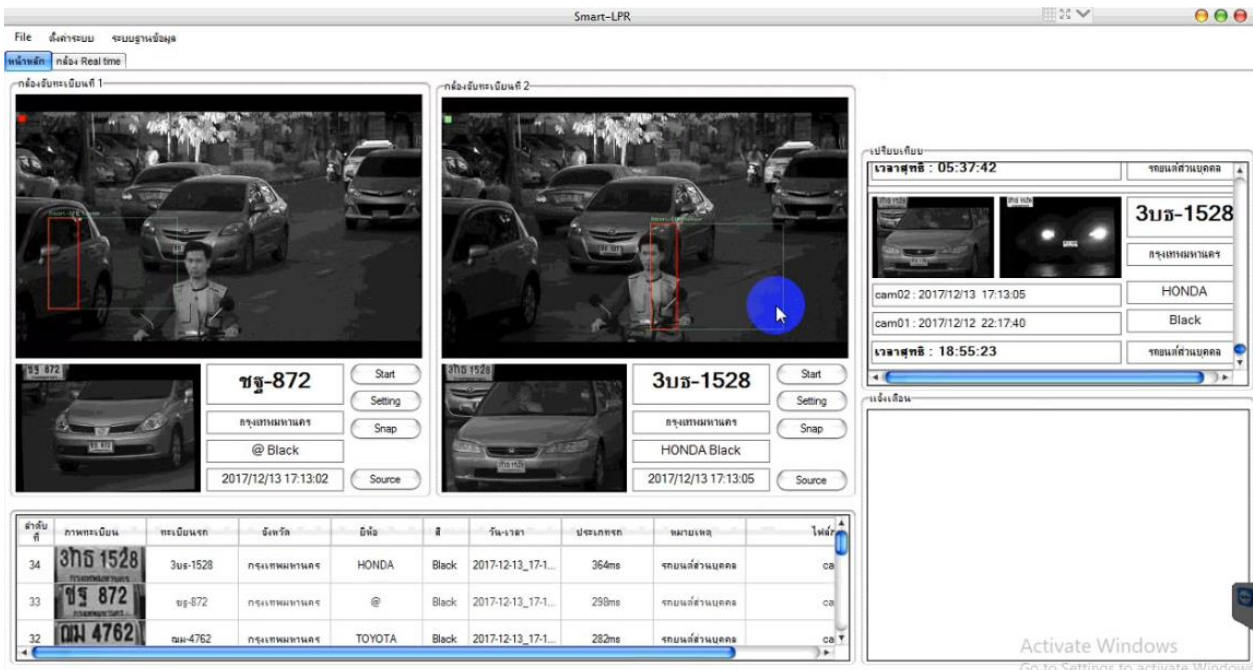 Smart-LPR
File ตั้งค่าระบบ ระบบฐานข้อมูล
หน้าหลัก กล้อง Real time
กล้องจับทะเบียนที่ 1
กล้องจับทะเบียนที่ 2
ชฐ 872
ชฐ-872
กรุงเทพมหานคร
@ Black
2017/12/13 17:13:02
Start
Setting
Snap
Source
3บธ-1528
กรุงเทพมหานคร
HONDA Black
2017/12/13 17:13:05
Start
Setting
Snap
Source
เปรียบเทียบ
เวลาสุทธิ : 05:37:42
รถยนต์ส่วนบุคคล
3บธ-1528
กรุงเทพมหานคร
cam02 : 2017/12/13 17:13:05
HONDA
cam01 : 2017/12/12 22:17:40
Black
เวลาสุทธิ : 18:55:23
รถยนต์ส่วนบุคคล
แจ้งเตือน
ลำดับที่ ภาพทะเบียน ทะเบียนรถ จังหวัด ยี่ห้อ สี วัน-เวลา ประเภทรถ หมายเหตุ
34 3บธ-1528 กรุงเทพมหานคร HONDA Black 2017-12-13_17-1... 364ms รถยนต์ส่วนบุคคล ca
33 ชฐ 872 ชฐ-872 กรุงเทพมหานคร @ Black 2017-12-13_17-1... 298ms รถยนต์ส่วนบุคคล ca
32 ฌม 4762 ฌม-4762 กรุงเทพมหานคร TOYOTA Black 2017-12-13_17-1... 282ms รถยนต์ส่วนบุคคล ca
Activate Windows
Go to Settings to activate Windows